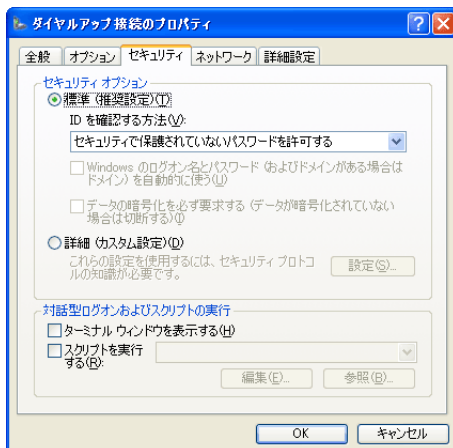 ダイヤルアップ 接続のプロパティ
全般 オプション セキュリティ ネットワーク 詳細設定
セキュリティ オプション
標準 (推奨設定)(T)
ID を確認する方法(V):
セキュリティで保護されていないパスワードを許可する
Windows のログオン名とパスワード (およびドメインがある場合は
ドメイン) を自動的に使う(U)
データの暗号化を必ず要求する (データが暗号化されていない
場合は切断する)(I)
詳細 (カスタム設定)(D)
これらの設定を使用するには、セキュリティ プロトコ
ルの知識が必要です。
設定(S)...
対話型ログオンおよびスクリプトの実行
ターミナル ウィンドウを表示する(H)
スクリプトを実行
する(R):
編集(E)... 参照(B)...
OK キャンセル